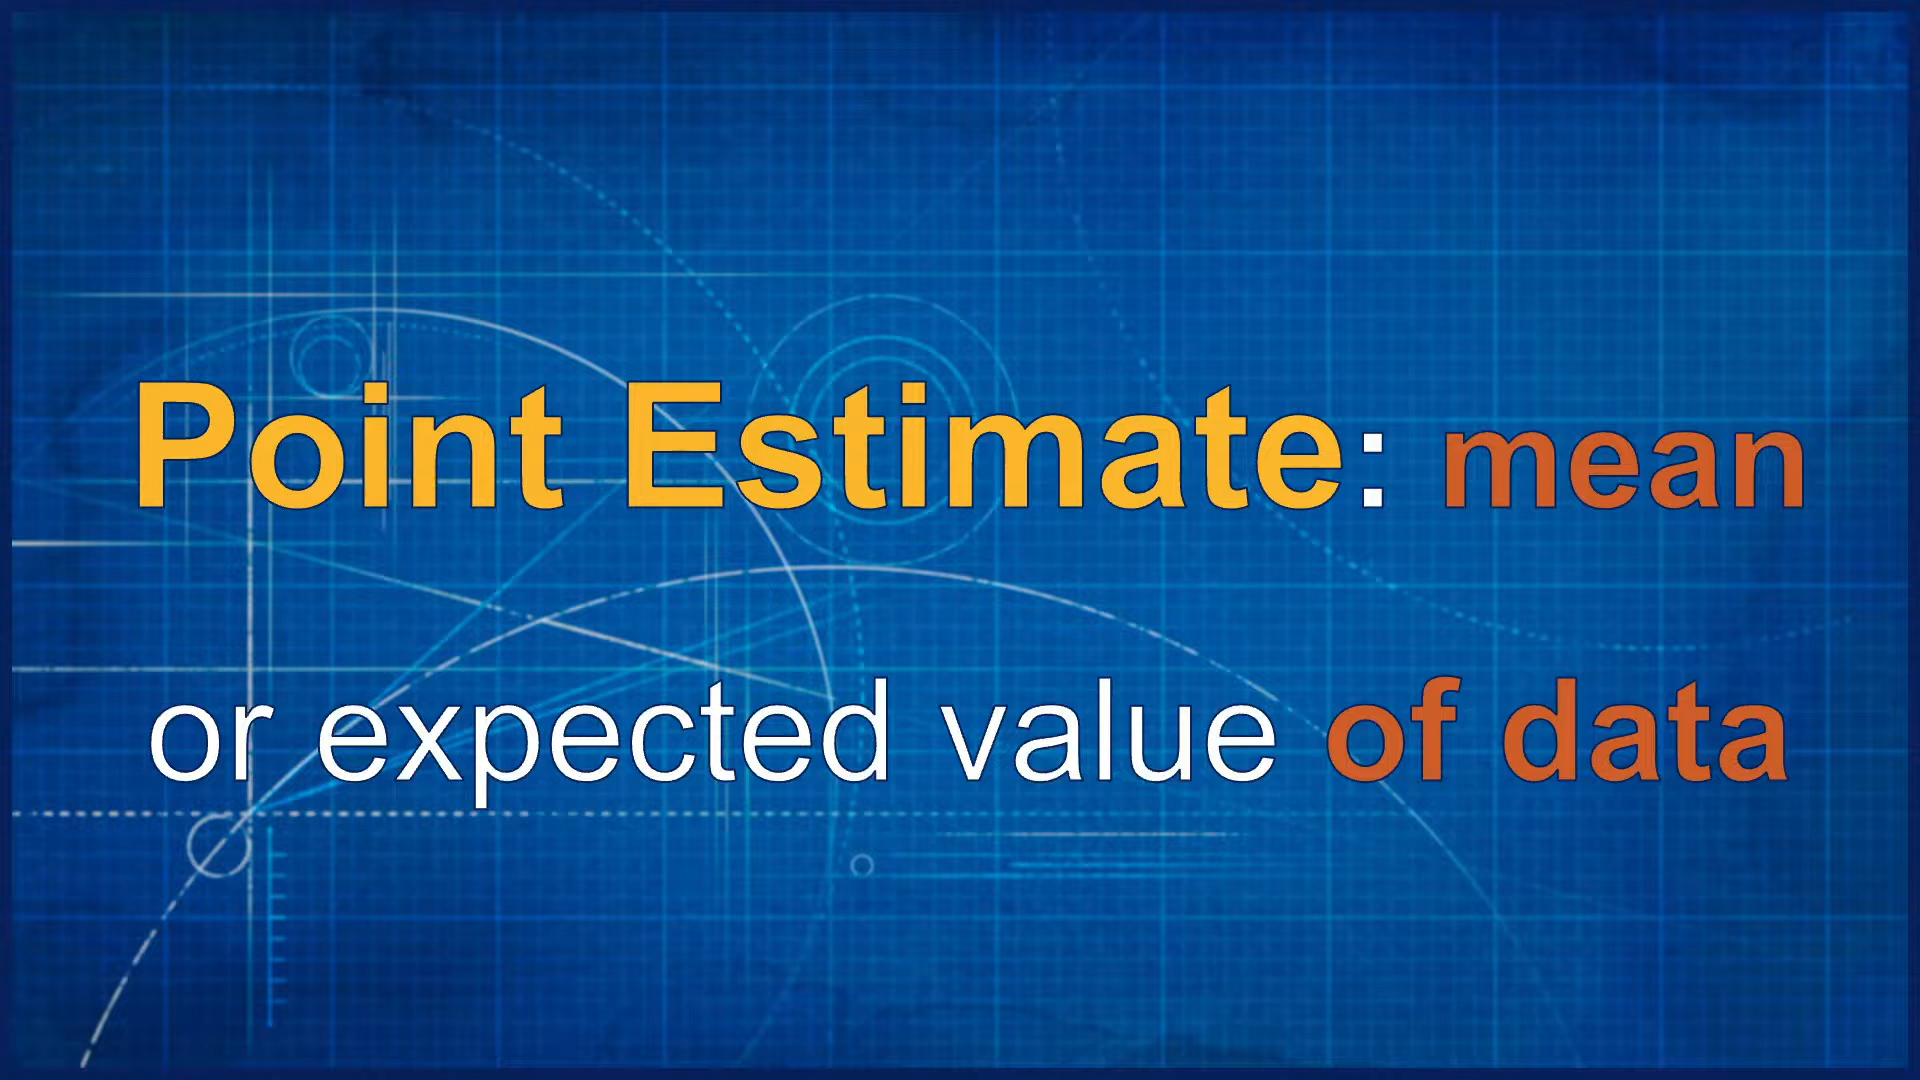 Point Estimate: mean
or expected value of data